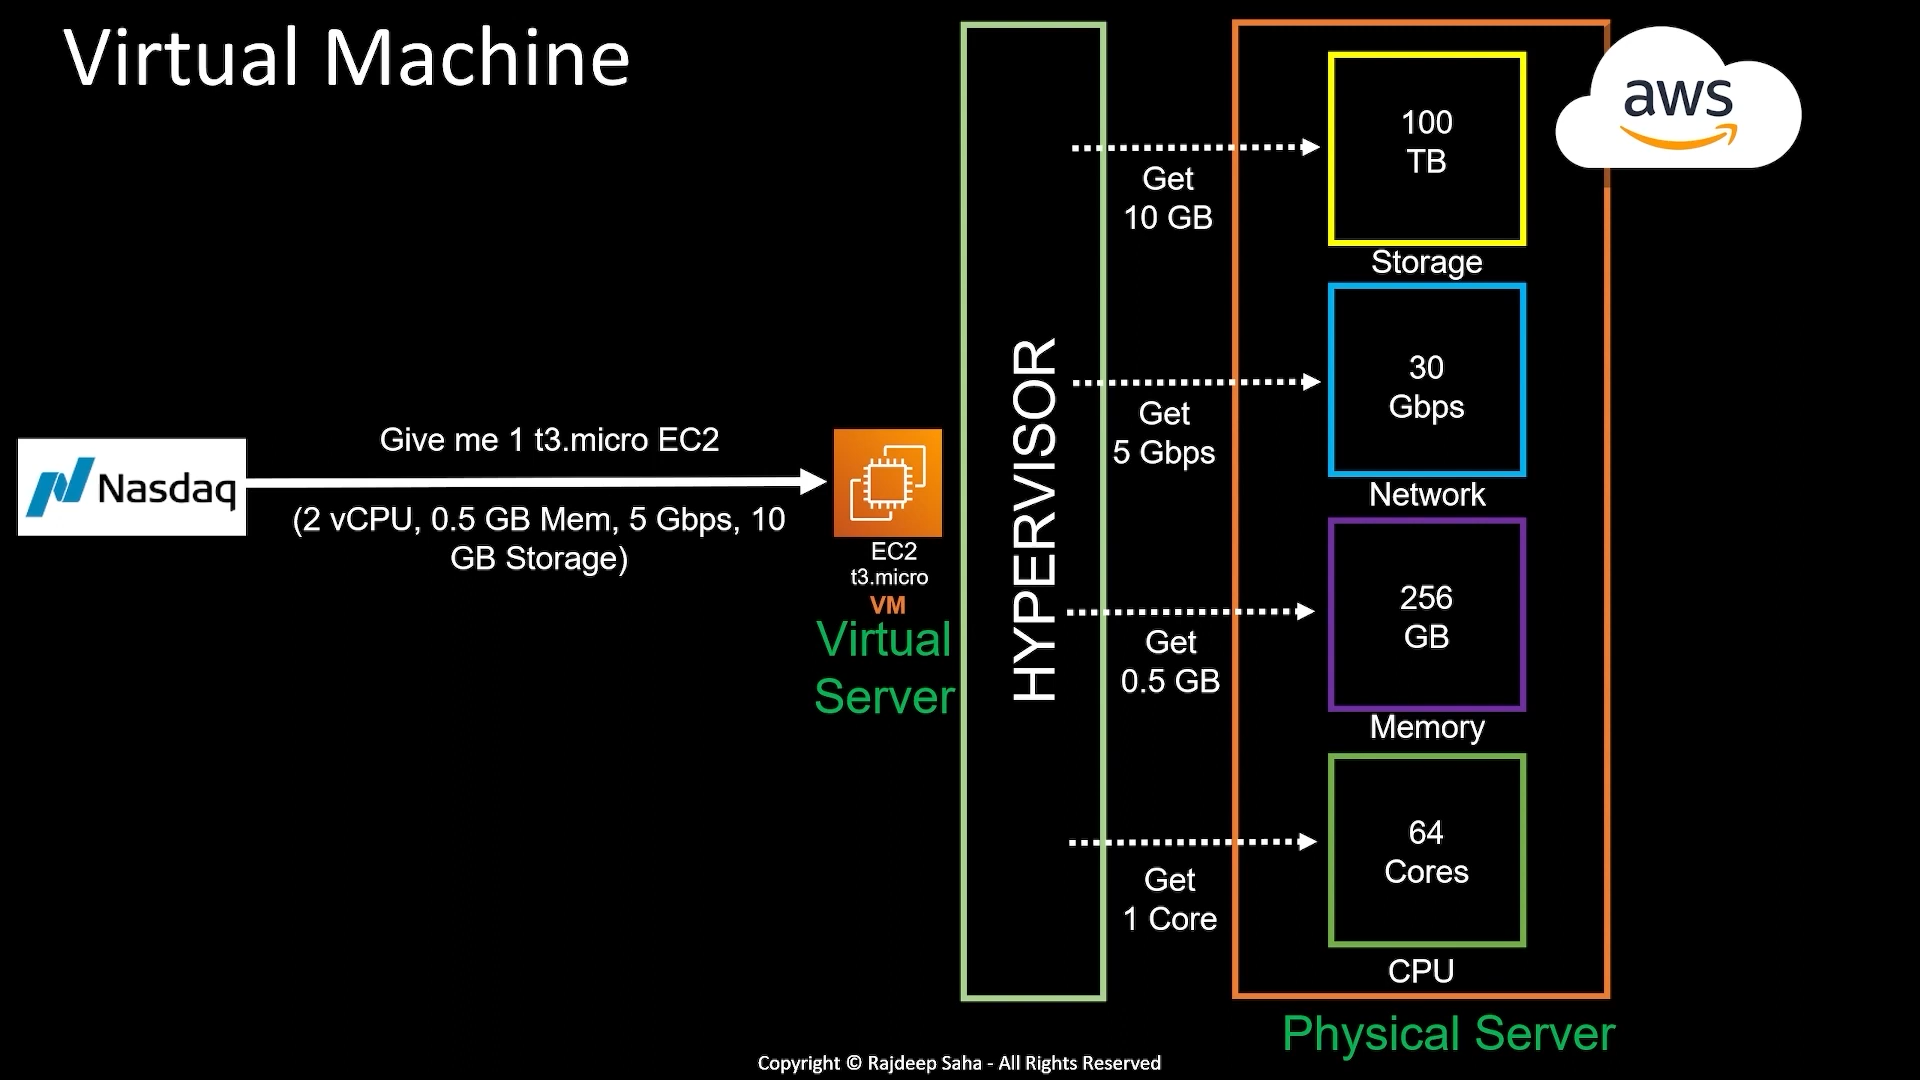 Virtual Machine
aws
100
TB
Get
10 GB
Storage
30
Gbps
Get
5 Gbps
Network
HYPERVISOR
Give me 1 t3.micro EC2
Nasdaq
(2 vCPU, 0.5 GB Mem, 5 Gbps, 10
GB Storage)
EC2
t3.micro
VM
Virtual
Server
256
GB
Get
0.5 GB
Memory
64
Cores
Get
1 Core
CPU
Physical Server
Copyright © Rajdeep Saha - All Rights Reserved